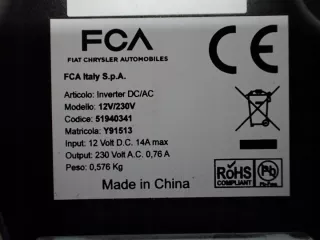 FCA
FIAT CHRYSLER AUTOMOBILES
CE
FCA Italy S.p.A.
Articolo: Inverter DC/AC
Modello: 12V/230V
Codice: 51940341
Matricola: Y91513
Input: 12 Volt D.C. 14A max
Output: 230 Volt A.C. 0,76 A
Peso: 0,576 Kg
Made in China
RoHS
COMPLIANT
Pb
Pb-Free